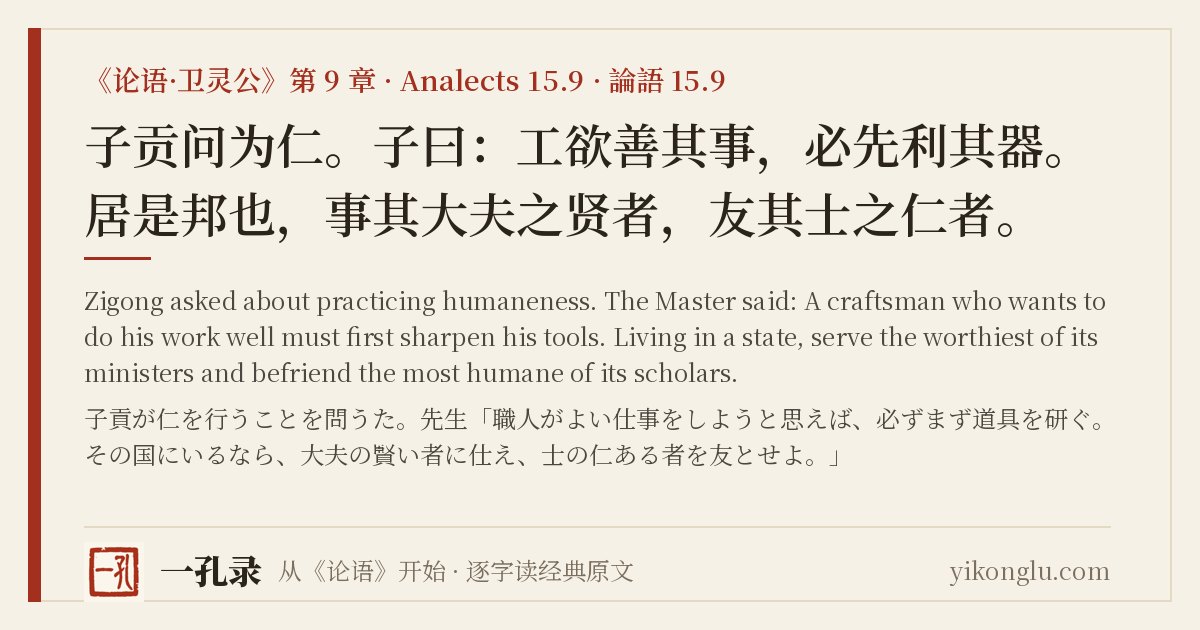 《论语·卫灵公》第 9 章 · Analects 15.9 · 論語 15.9
子贡问为仁。子曰：工欲善其事，必先利其器。
居是邦也，事其大夫之贤者，友其士之仁者。
Zigong asked about practicing humaneness. The Master said: A craftsman who wants to
do his work well must first sharpen his tools. Living in a state, serve the worthiest of its
ministers and befriend the most humane of its scholars.
子貢が仁を行うことを問うた。先生「職人がよい仕事をしようと思えば、必ずまず道具を研ぐ。
その国にいるなら、大夫の賢い者に仕え、士の仁ある者を友とせよ。」
一孔
一孔录 从《论语》开始 · 逐字读经典原文 yikonglu.com